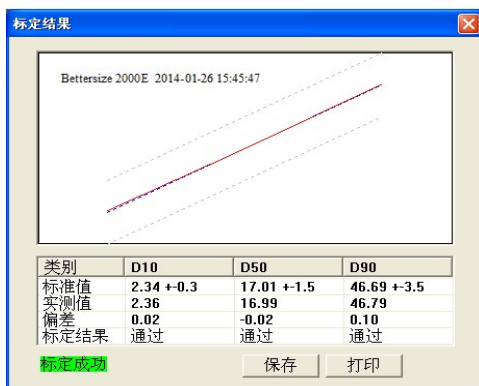 标定结果
Bettersize 2000E 2014-01-26 15:45:47
类别 D10 D50 D90
标准值 2.34 +-0.3 17.01 +-1.5 46.69 +-3.5
实测值 2.36 16.99 46.79
偏差 0.02 -0.02 0.10
标定结果 通过 通过 通过
标定成功 保存 打印